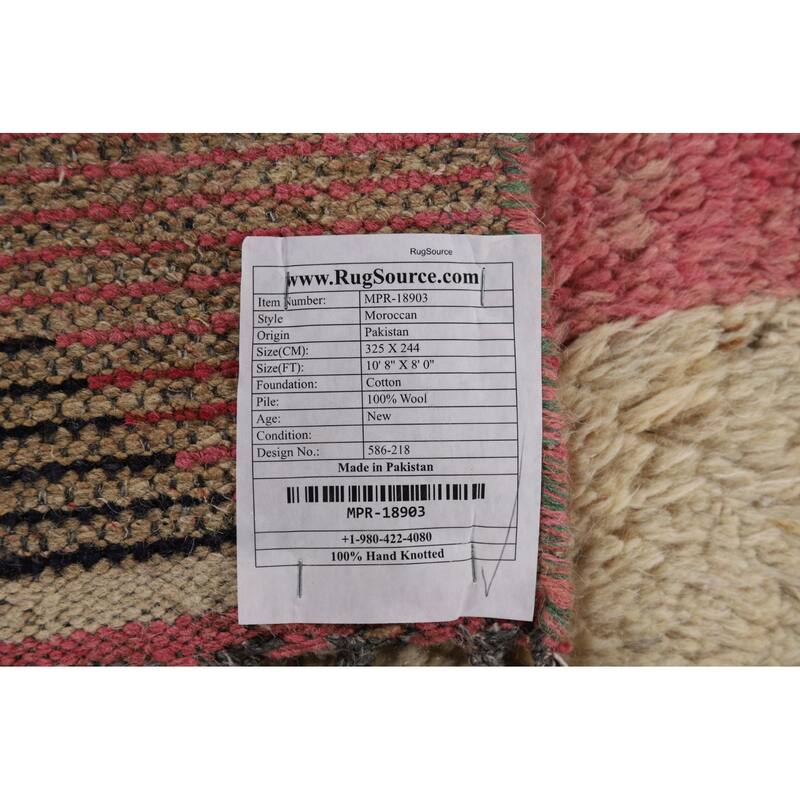 RugSource
www.RugSource.com
Item Number: MPR-18903
Style Moroccan
Origin Pakistan
Size(CM): 325 X 244
Size(FT): 10' 8" X 8' 0"
Foundation: Cotton
Pile: 100% Wool
Age: New
Condition:
Design No.: 586-218
Made in Pakistan
MPR-18903
+1-980-422-4080
100% Hand Knotted